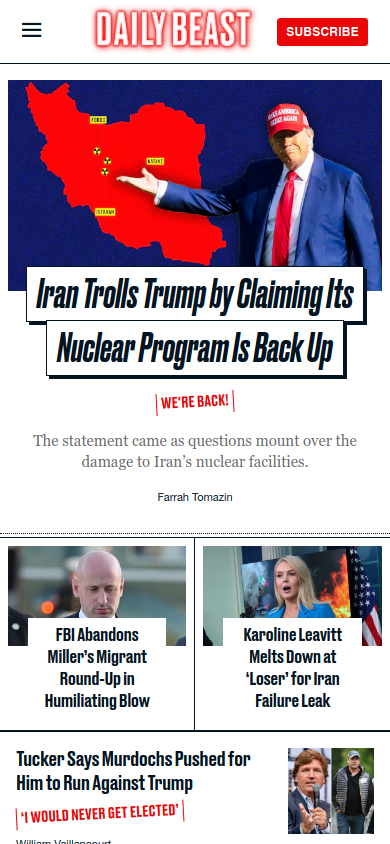 DAILY BEAST
SUBSCRIBE
FORDO
NATANZ
ISFAHAN
MAKE AMERICA
GREAT AGAIN
Iran Trolls Trump by Claiming Its
Nuclear Program Is Back Up
WE'RE BACK!
The statement came as questions mount over the
damage to Iran's nuclear facilities.
Farrah Tomazin
FBI Abandons
Miller's Migrant
Round-Up in
Humiliating Blow
Karoline Leavitt
Melts Down at
'Loser' for Iran
Failure Leak
Tucker Says Murdochs Pushed for
Him to Run Against Trump
'I WOULD NEVER GET ELECTED'
William Vaillancourt